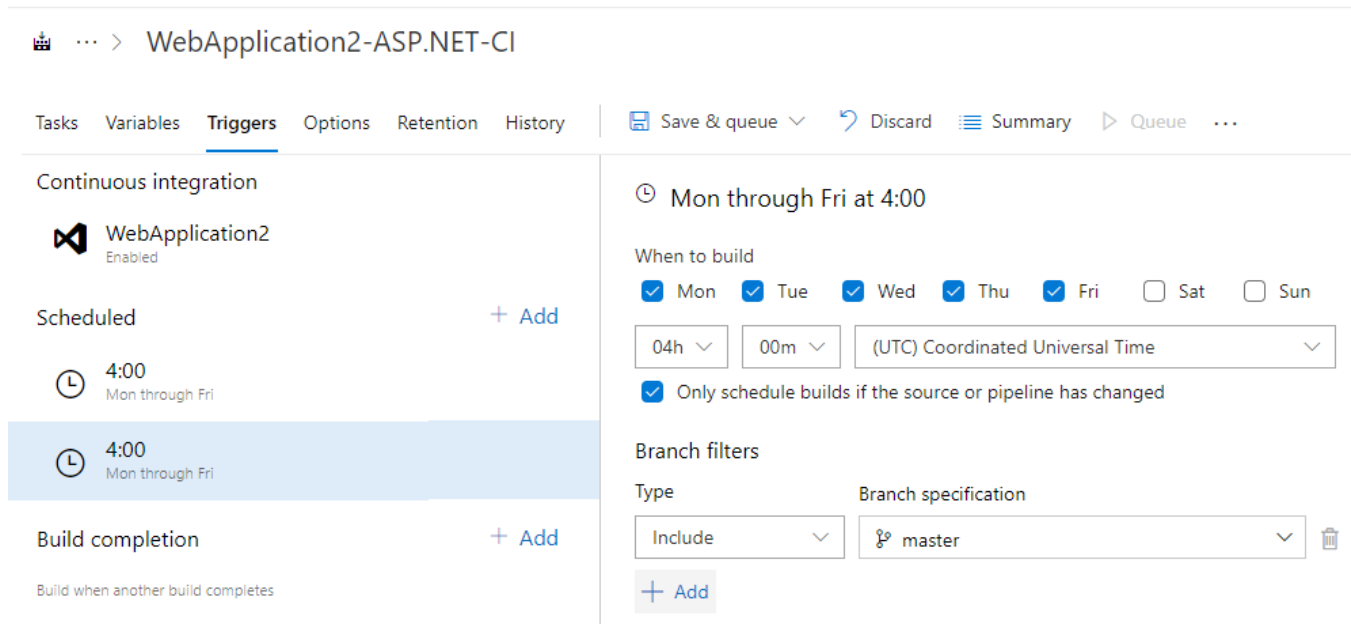 ··· > WebApplication2-ASP.NET-CI
Tasks Variables Triggers Options Retention History Save & queue Discard Summary Queue ...
Continuous integration
WebApplication2
Enabled
Scheduled + Add
4:00
Mon through Fri
4:00
Mon through Fri
Build completion + Add
Build when another build completes
Mon through Fri at 4:00
When to build
Mon Tue Wed Thu Fri Sat Sun
04h 00m (UTC) Coordinated Universal Time
Only schedule builds if the source or pipeline has changed
Branch filters
Type Branch specification
Include master
+ Add